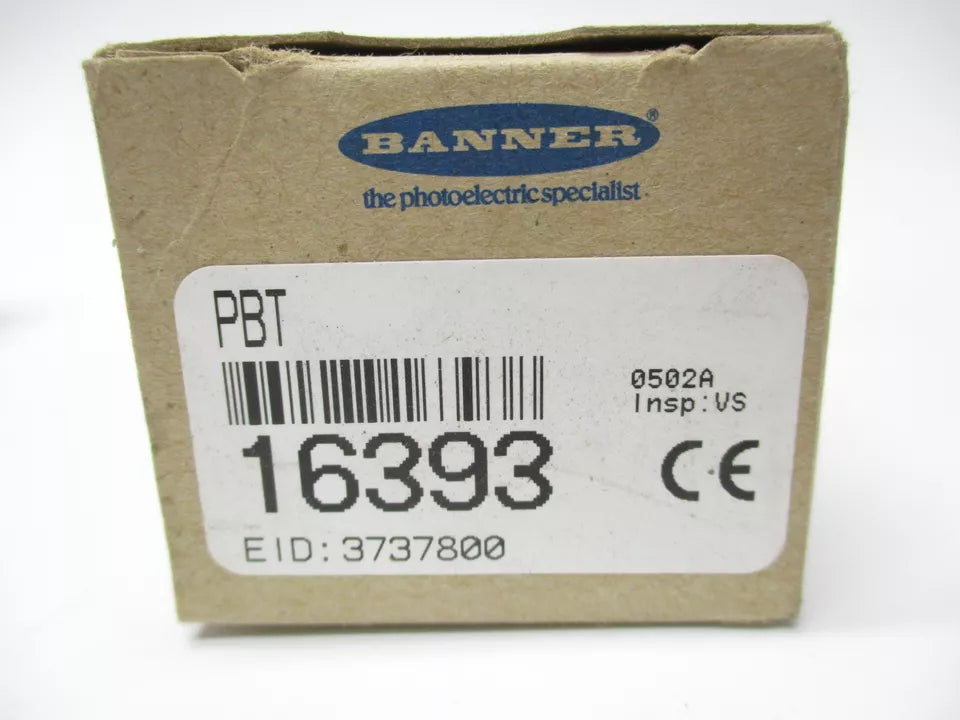 BANNER®
the photoelectric specialist
PBT
0502A
Insp:VS
16393
CE
EID:3737800